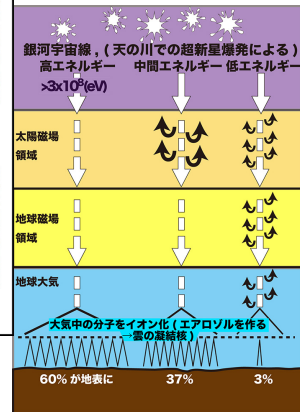 銀河宇宙線,(天の川での超新星爆発による)
高エネルギー 中間エネルギー 低エネルギー
>3x10⁸(eV)
太陽磁場
領域
地球磁場
領域
地球大気
大気中の分子をイオン化(エアロゾルを作る
→雲の凝結核)
60% が地表に 37% 3%